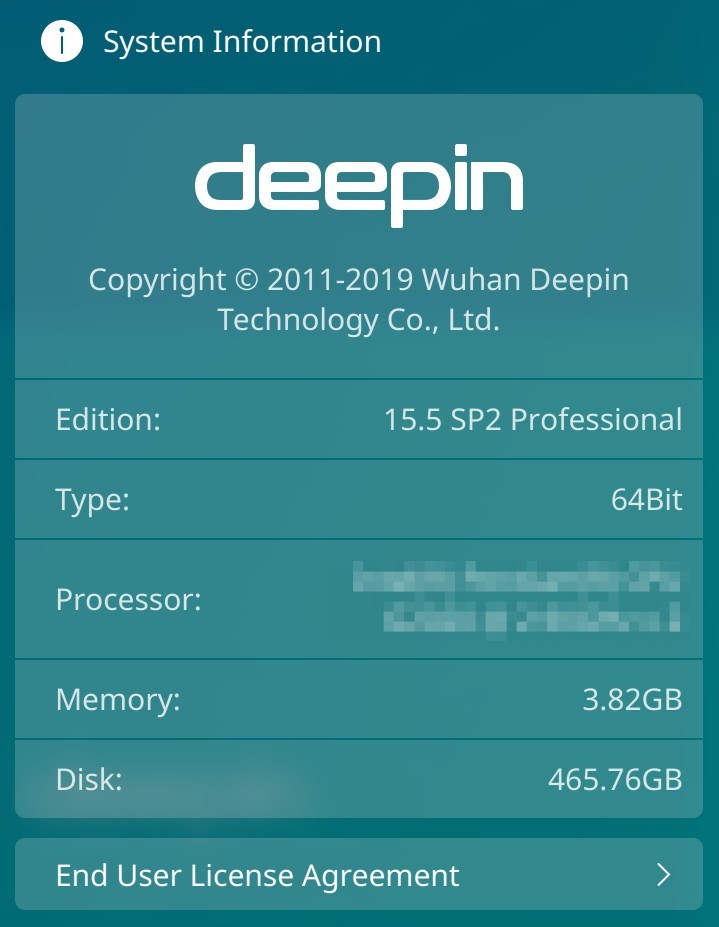 System Information
deepin
Copyright © 2011-2019 Wuhan Deepin
Technology Co., Ltd.
Edition: 15.5 SP2 Professional
Type: 64Bit
Processor:
Memory: 3.82GB
Disk: 465.76GB
End User License Agreement